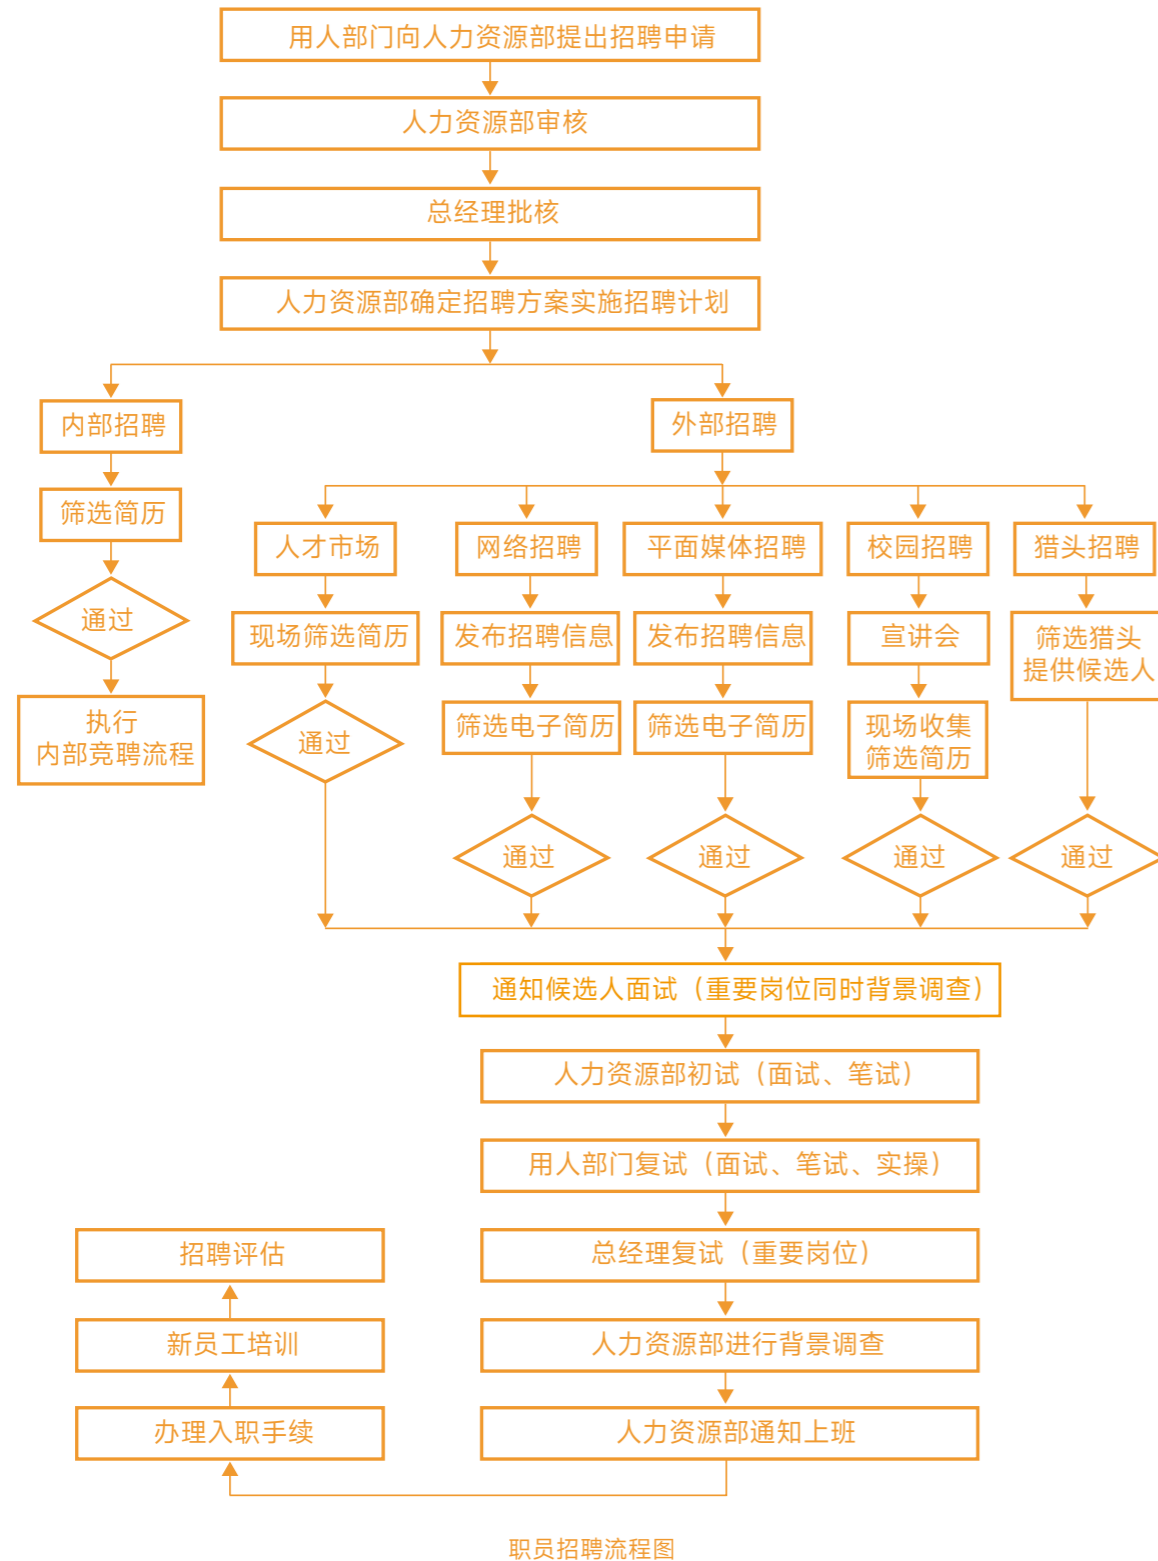 用人部门向人力资源部提出招聘申请
人力资源部审核
总经理批核
人力资源部确定招聘方案实施招聘计划
内部招聘
外部招聘
筛选简历
人才市场
网络招聘
平面媒体招聘
校园招聘
猎头招聘
通过
现场筛选简历
发布招聘信息
发布招聘信息
宣讲会
筛选猎头
提供候选人
执行
内部竞聘流程
通过
筛选电子简历
筛选电子简历
现场收集
筛选简历
通过
通过
通过
通过
通知候选人面试（重要岗位同时背景调查）
人力资源部初试（面试、笔试）
用人部门复试（面试、笔试、实操）
总经理复试（重要岗位）
人力资源部进行背景调查
人力资源部通知上班
招聘评估
新员工培训
办理入职手续
职员招聘流程图